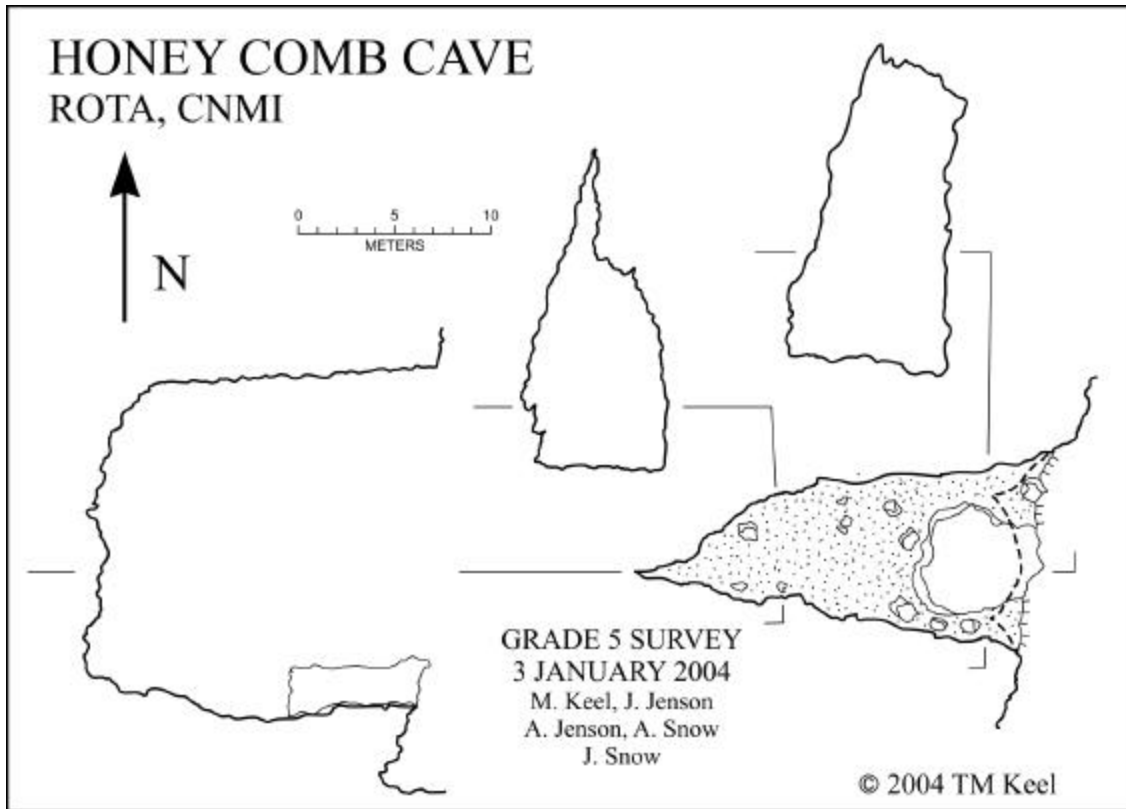 HONEY COMB CAVE
ROTA, CNMI
N
0 5 10
METERS
GRADE 5 SURVEY
3 JANUARY 2004
M. Keel, J. Jenson
A. Jenson, A. Snow
J. Snow
© 2004 TM Keel